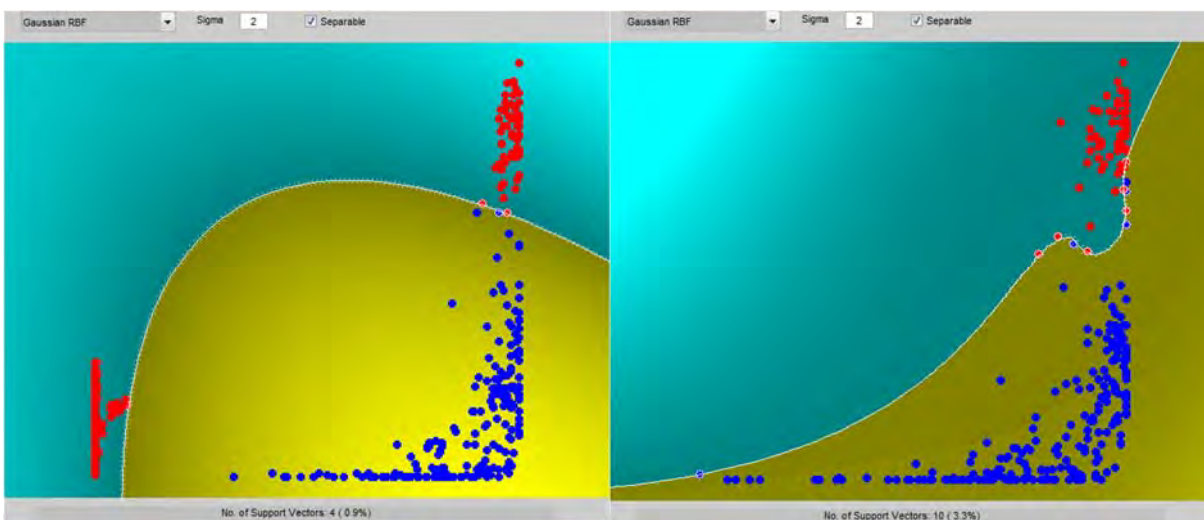 Gaussian RBF Sigma 2 Separable
No. of Support Vectors: 4 ( 0.9%)
Gaussian RBF Sigma 2 Separable
No. of Support Vectors: 10 ( 3.3%)